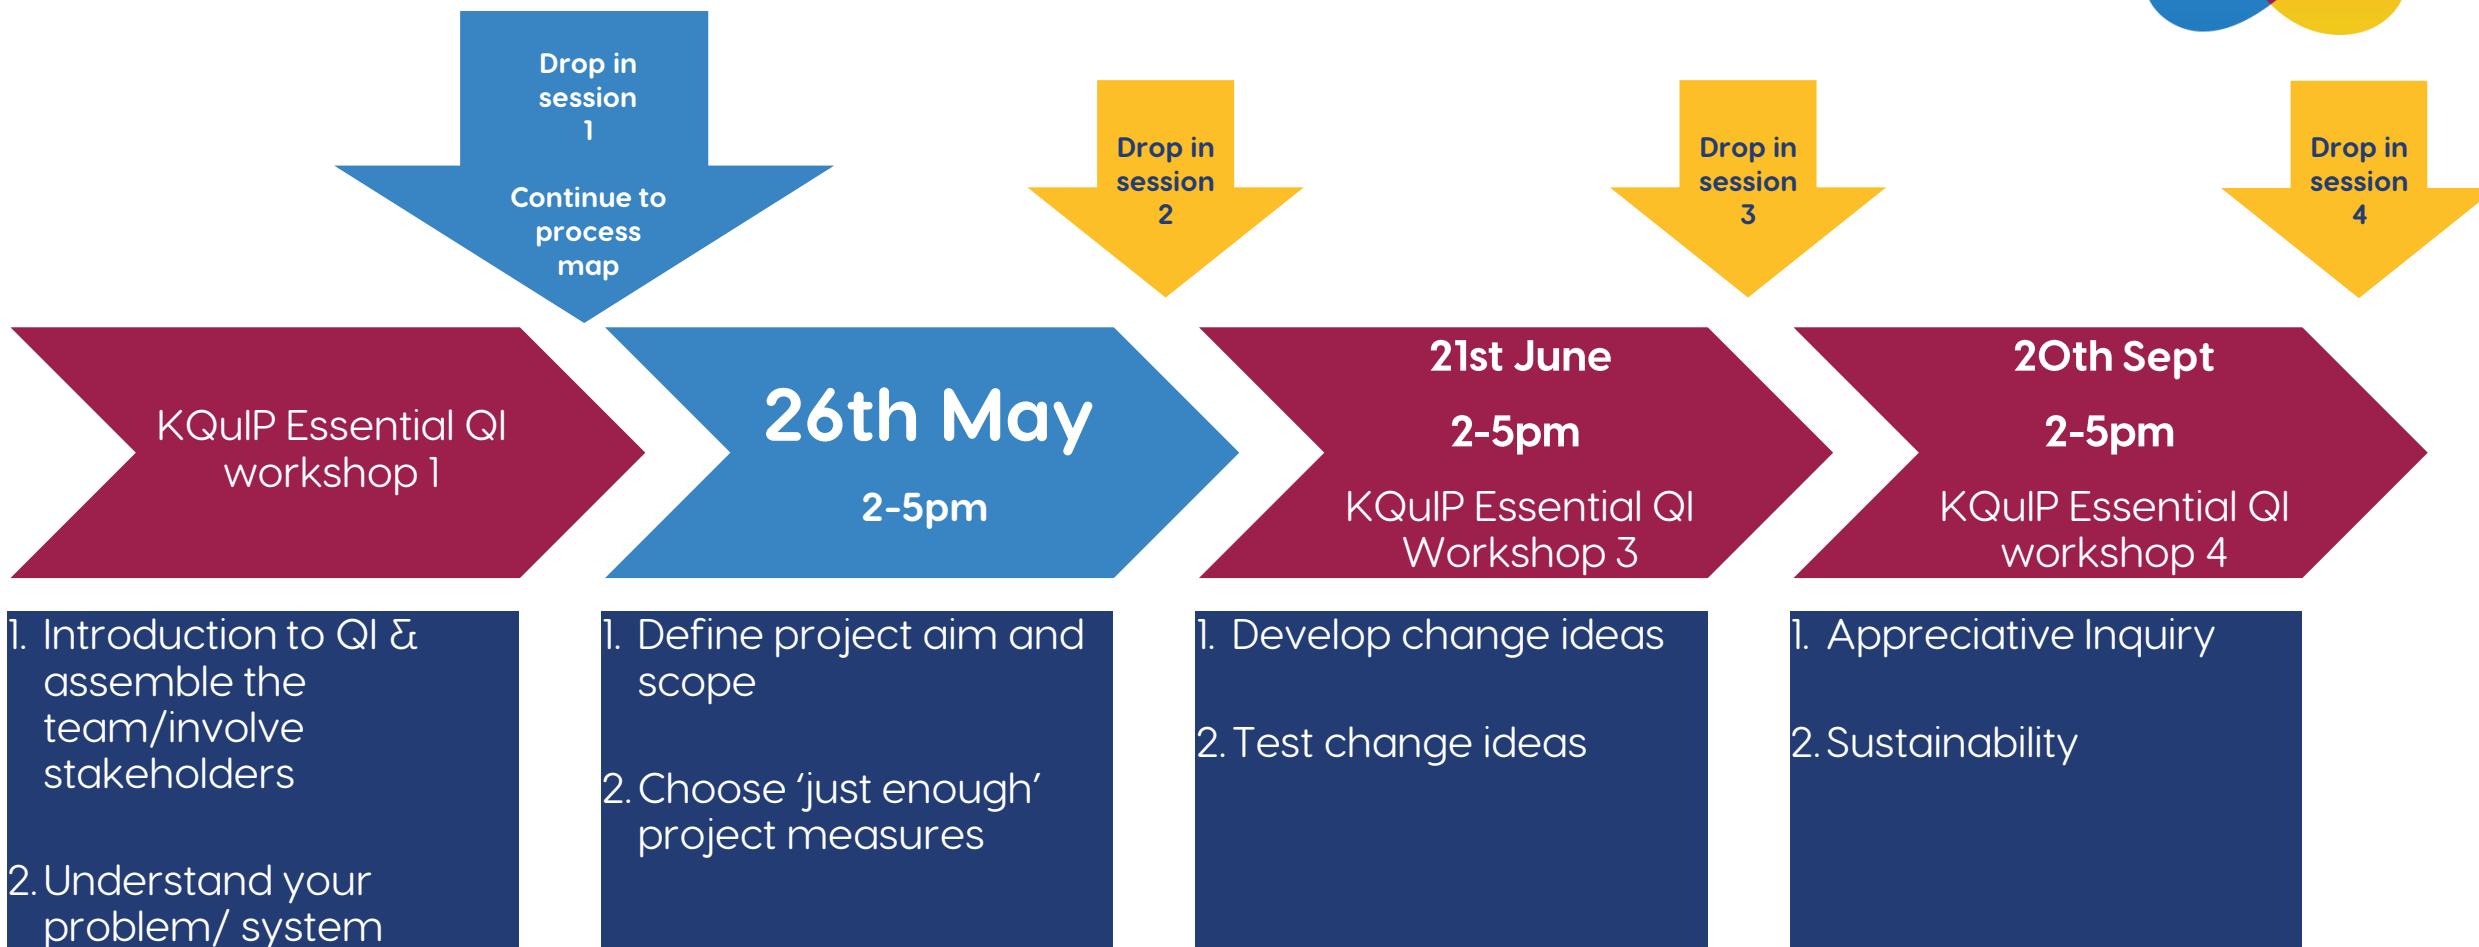 Drop in
session
1
Continue to
process
map
Drop in
session
2
Drop in
session
3
Drop in
session
4
KQuIP Essential QI
workshop 1
26th May
2-5pm
21st June
2-5pm
KQuIP Essential QI
Workshop 3
20th Sept
2-5pm
KQuIP Essential QI
workshop 4
1. Introduction to QI &
assemble the
team/involve
stakeholders
2. Understand your
problem/ system
1. Define project aim and
scope
2. Choose ‘just enough’
project measures
1. Develop change ideas
2. Test change ideas
1. Appreciative Inquiry
2. Sustainability